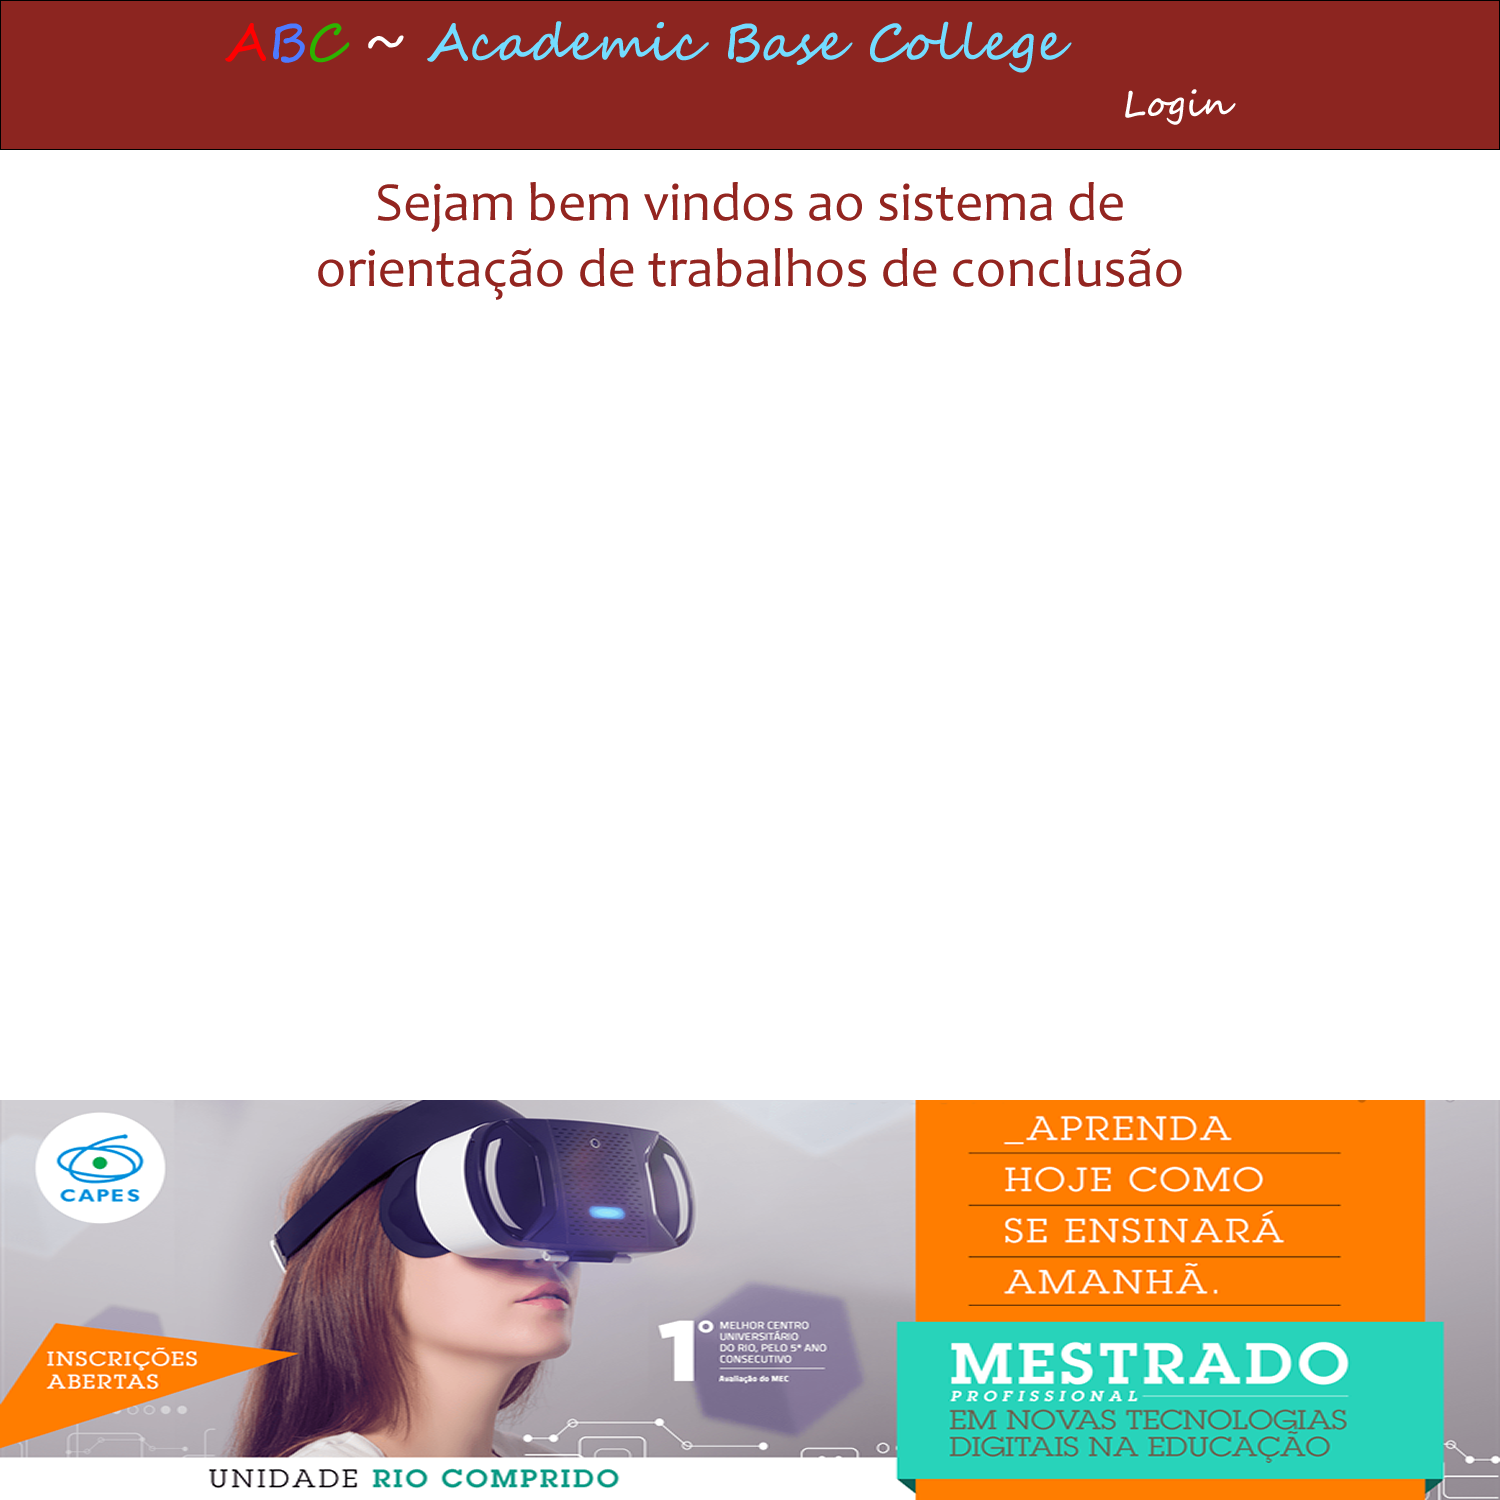 ABC ~ Academic Base College
Login
Sejam bem vindos ao sistema de
orientação de trabalhos de conclusão
CAPES
INSCRIÇÕES
ABERTAS
1º
MELHOR CENTRO
UNIVERSITÁRIO
DO RIO, PELO 5º ANO
CONSECUTIVO
Avaliação do MEC
UNIDADE RIO COMPRIDO
_APRENDA
HOJE COMO
SE ENSINARÁ
AMANHÃ.
MESTRADO
PROFISSIONAL
EM NOVAS TECNOLOGIAS
DIGITAIS NA EDUCAÇÃO